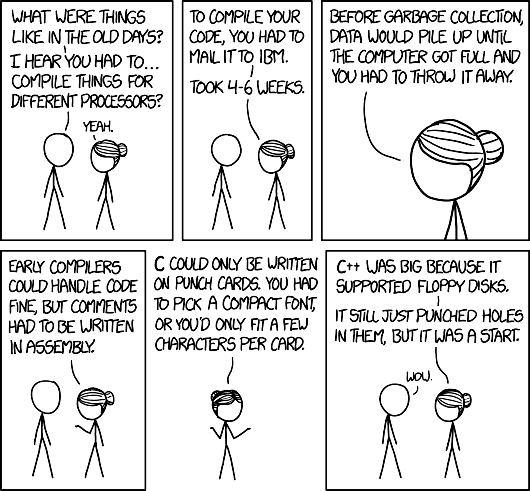 WHAT WERE THINGS
LIKE IN THE OLD DAYS?
I HEAR YOU HAD TO...
COMPILE THINGS FOR
DIFFERENT PROCESSORS?
YEAH.
TO COMPILE YOUR
CODE, YOU HAD TO
MAIL IT TO IBM.
TOOK 4-6 WEEKS.
BEFORE GARBAGE COLLECTION,
DATA WOULD PILE UP UNTIL
THE COMPUTER GOT FULL AND
YOU HAD TO THROW IT AWAY.
EARLY COMPILERS
COULD HANDLE CODE
FINE, BUT COMMENTS
HAD TO BE WRITTEN
IN ASSEMBLY.
C COULD ONLY BE WRITTEN
ON PUNCH CARDS. YOU HAD
TO PICK A COMPACT FONT,
OR YOU'D ONLY FIT A FEW
CHARACTERS PER CARD.
C++ WAS BIG BECAUSE IT
SUPPORTED FLOPPY DISKS.
IT STILL JUST PUNCHED HOLES
IN THEM, BUT IT WAS A START.
WOW.